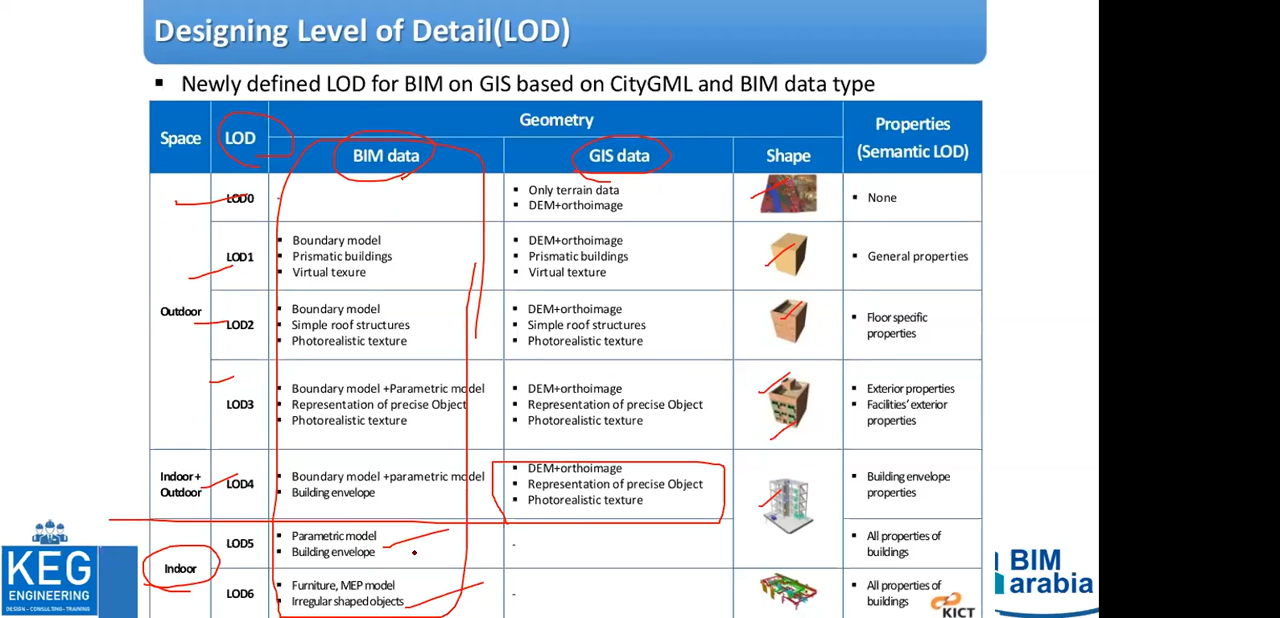 Designing Level of Detail(LOD)
▪ Newly defined LOD for BIM on GIS based on CityGML and BIM data type
Space LOD Geometry Properties (Semantic LOD)
BIM data GIS data Shape
Outdoor
LOD0
-
▪ Only terrain data
▪ DEM+orthoimage
▪ None
LOD1
▪ Boundary model
▪ Prismatic buildings
▪ Virtual texure
▪ DEM+orthoimage
▪ Prismatic buildings
▪ Virtual texture
▪ General properties
LOD2
▪ Boundary model
▪ Simple roof structures
▪ Photorealistic texture
▪ DEM+orthoimage
▪ Simple roof structures
▪ Photorealistic texture
▪ Floor specific
properties
LOD3
▪ Boundary model +Parametric model
▪ Representation of precise Object
▪ Photorealistic texture
▪ DEM+orthoimage
▪ Representation of precise Object
▪ Photorealistic texture
▪ Exterior properties
▪ Facilities' exterior
properties
Indoor +
Outdoor
LOD4
▪ Boundary model +parametric model
▪ Building envelope
▪ DEM+orthoimage
▪ Representation of precise Object
▪ Photorealistic texture
▪ Building envelope
properties
Indoor
LOD5
▪ Parametric model
▪ Building envelope
-
▪ All properties of
buildings
LOD6
▪ Furniture, MEP model
▪ Irregular shaped objects
-
▪ All properties of
buildings
KEG
ENGINEERING
DESIGN - CONSULTING - TRAINING
KICT
BIM
arabia